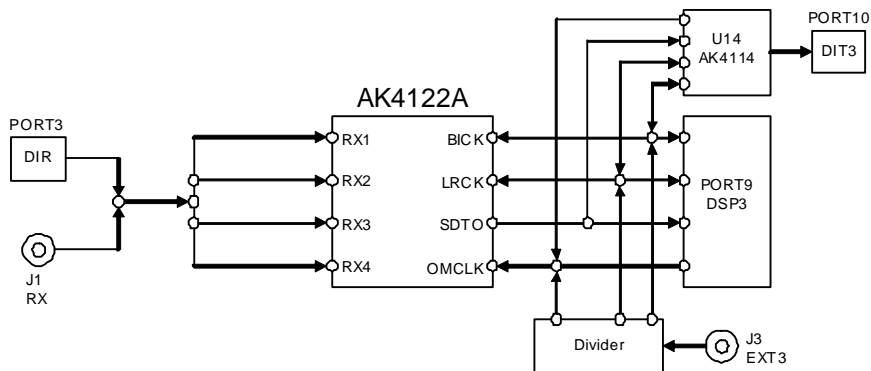 PORT10
U14
AK4114
DIT3
AK4122A
PORT3
DIR
RX1
BICK
RX2
LRCK
PORT9
DSP3
RX3
SDTO
J1
RX
RX4
OMCLK
Divider
J3
EXT3